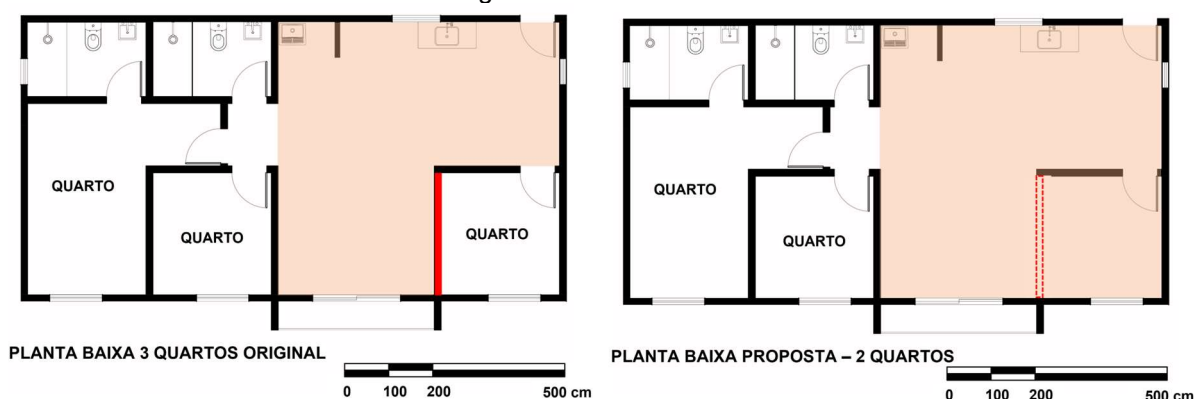 QUARTO
QUARTO
QUARTO
PLANTA BAIXA 3 QUARTOS ORIGINAL
0 100 200 500 cm
QUARTO
QUARTO
PLANTA BAIXA PROPOSTA – 2 QUARTOS
0 100 200 500 cm